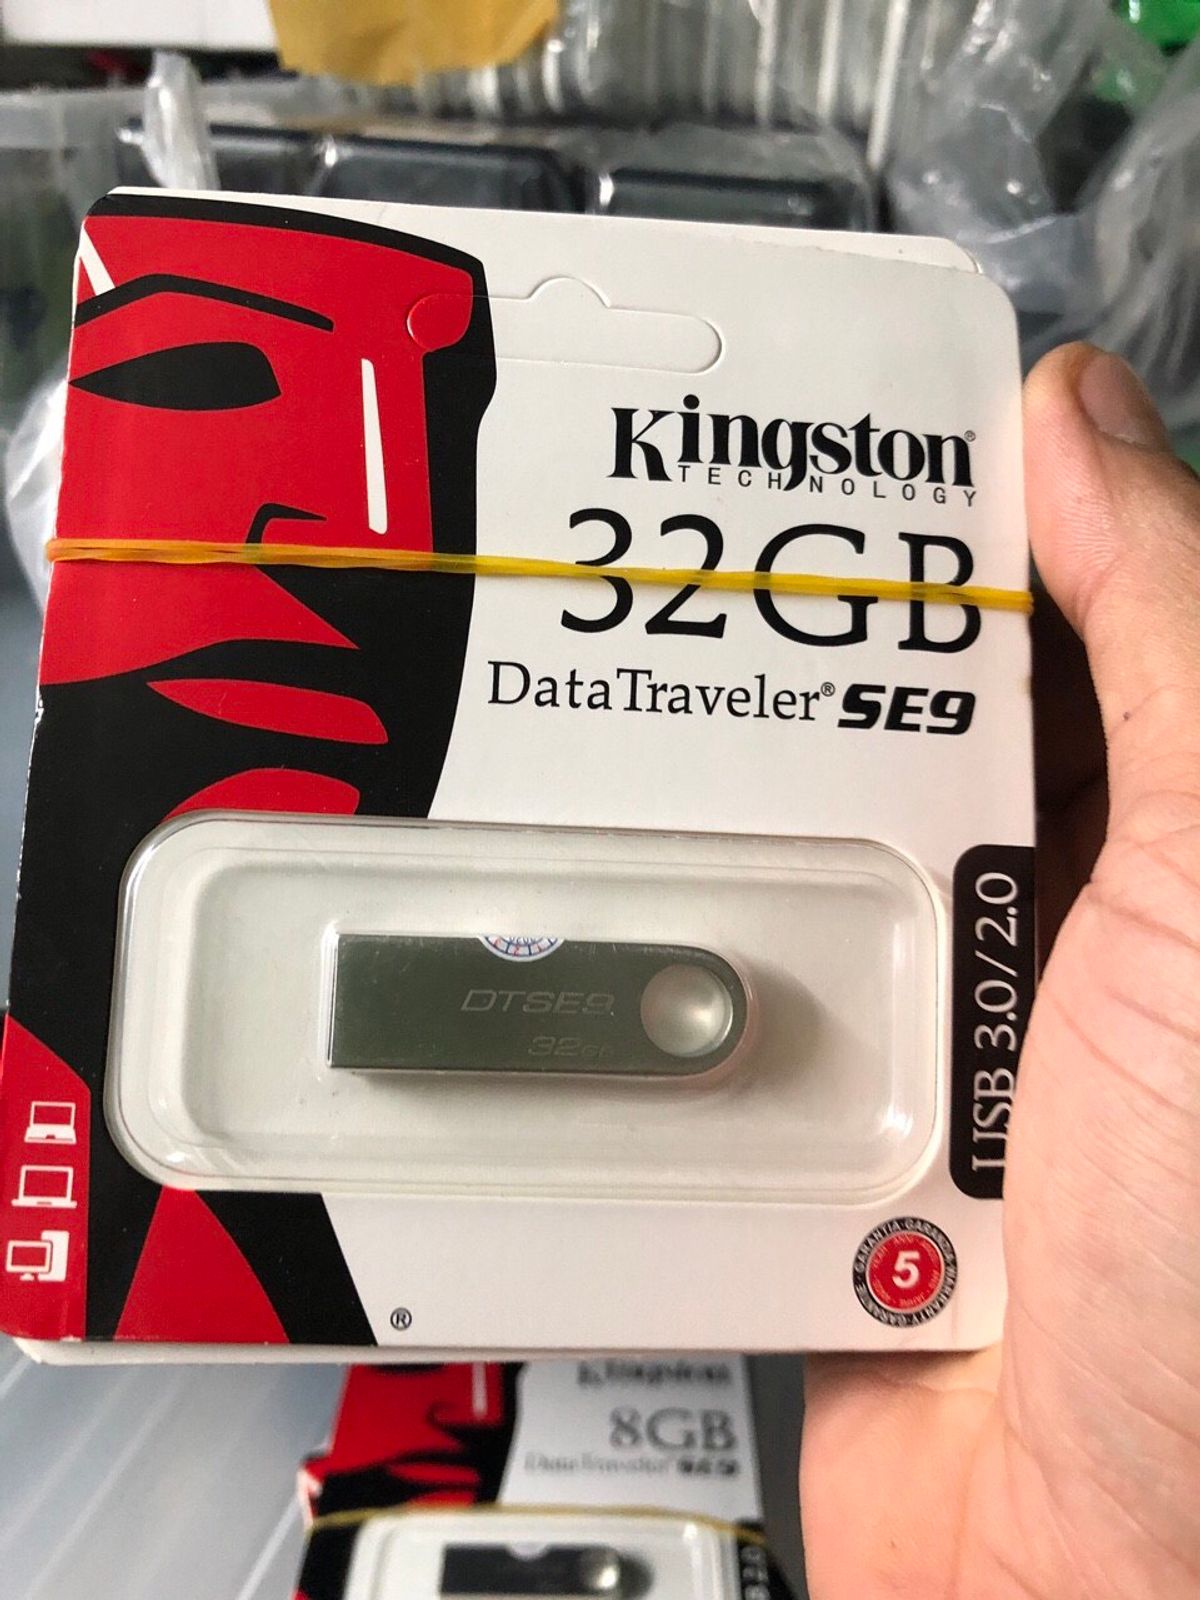 Kingston®
TECHNOLOGY
32GB
DataTraveler® SE9
DTSE9
32GB
USB 3.0/2.0
5
®
Kingston
8GB
DataTraveler® SE9